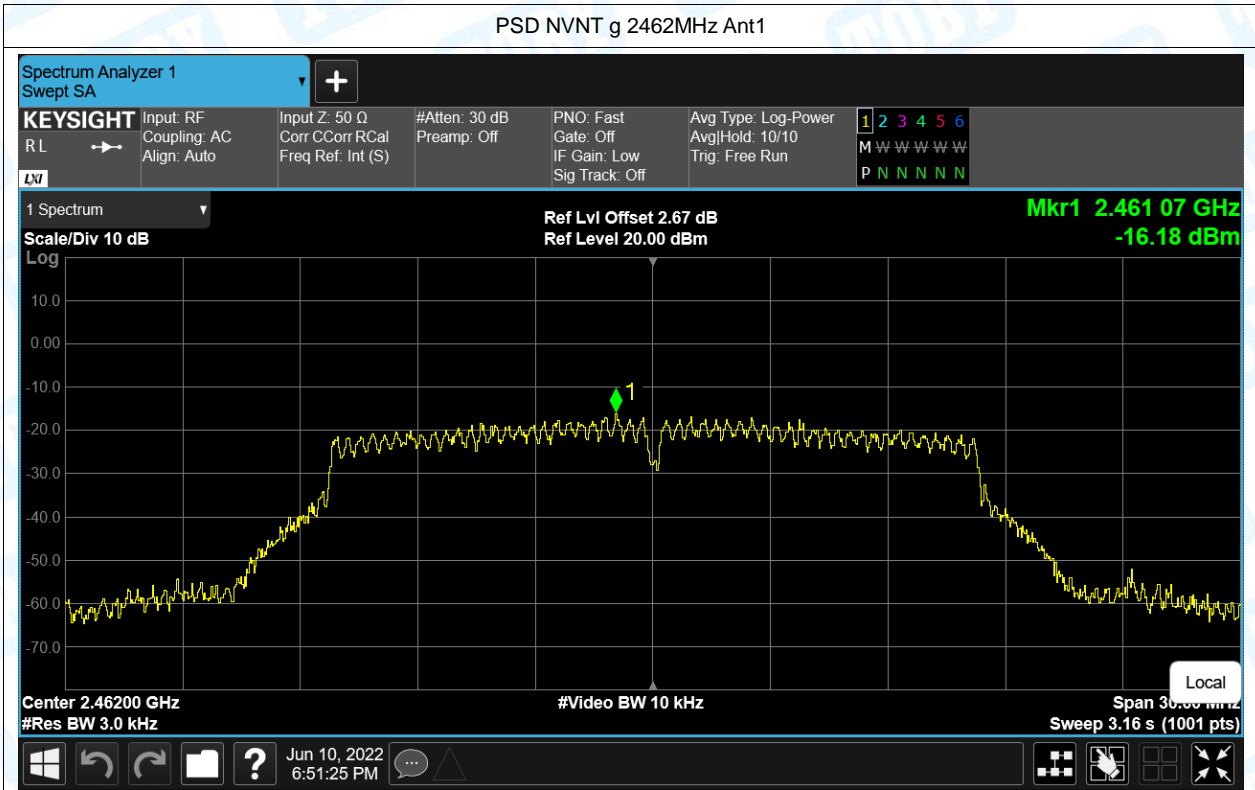 PSD NVNT g 2462MHz Ant1
Spectrum Analyzer 1
Swept SA
KEYSIGHT
R L
LXI
Input: RF
Coupling: AC
Align: Auto
Input Z: 50 Ω
Corr CCorr RCal
Freq Ref: Int (S)
#Atten: 30 dB
Preamp: Off
PNO: Fast
Gate: Off
IF Gain: Low
Sig Track: Off
Avg Type: Log-Power
Avg|Hold: 10/10
Trig: Free Run
1 2 3 4 5 6
M W W W W W
P N N N N N
1 Spectrum
Scale/Div 10 dB
Ref Lvl Offset 2.67 dB
Ref Level 20.00 dBm
Mkr1 2.461 07 GHz
-16.18 dBm
Log
10.0
0.00
-10.0
-20.0
-30.0
-40.0
-50.0
-60.0
-70.0
1
Center 2.46200 GHz
#Res BW 3.0 kHz
#Video BW 10 kHz
Local
Span 30.00 MHz
Sweep 3.16 s (1001 pts)
?
Jun 10, 2022
6:51:25 PM